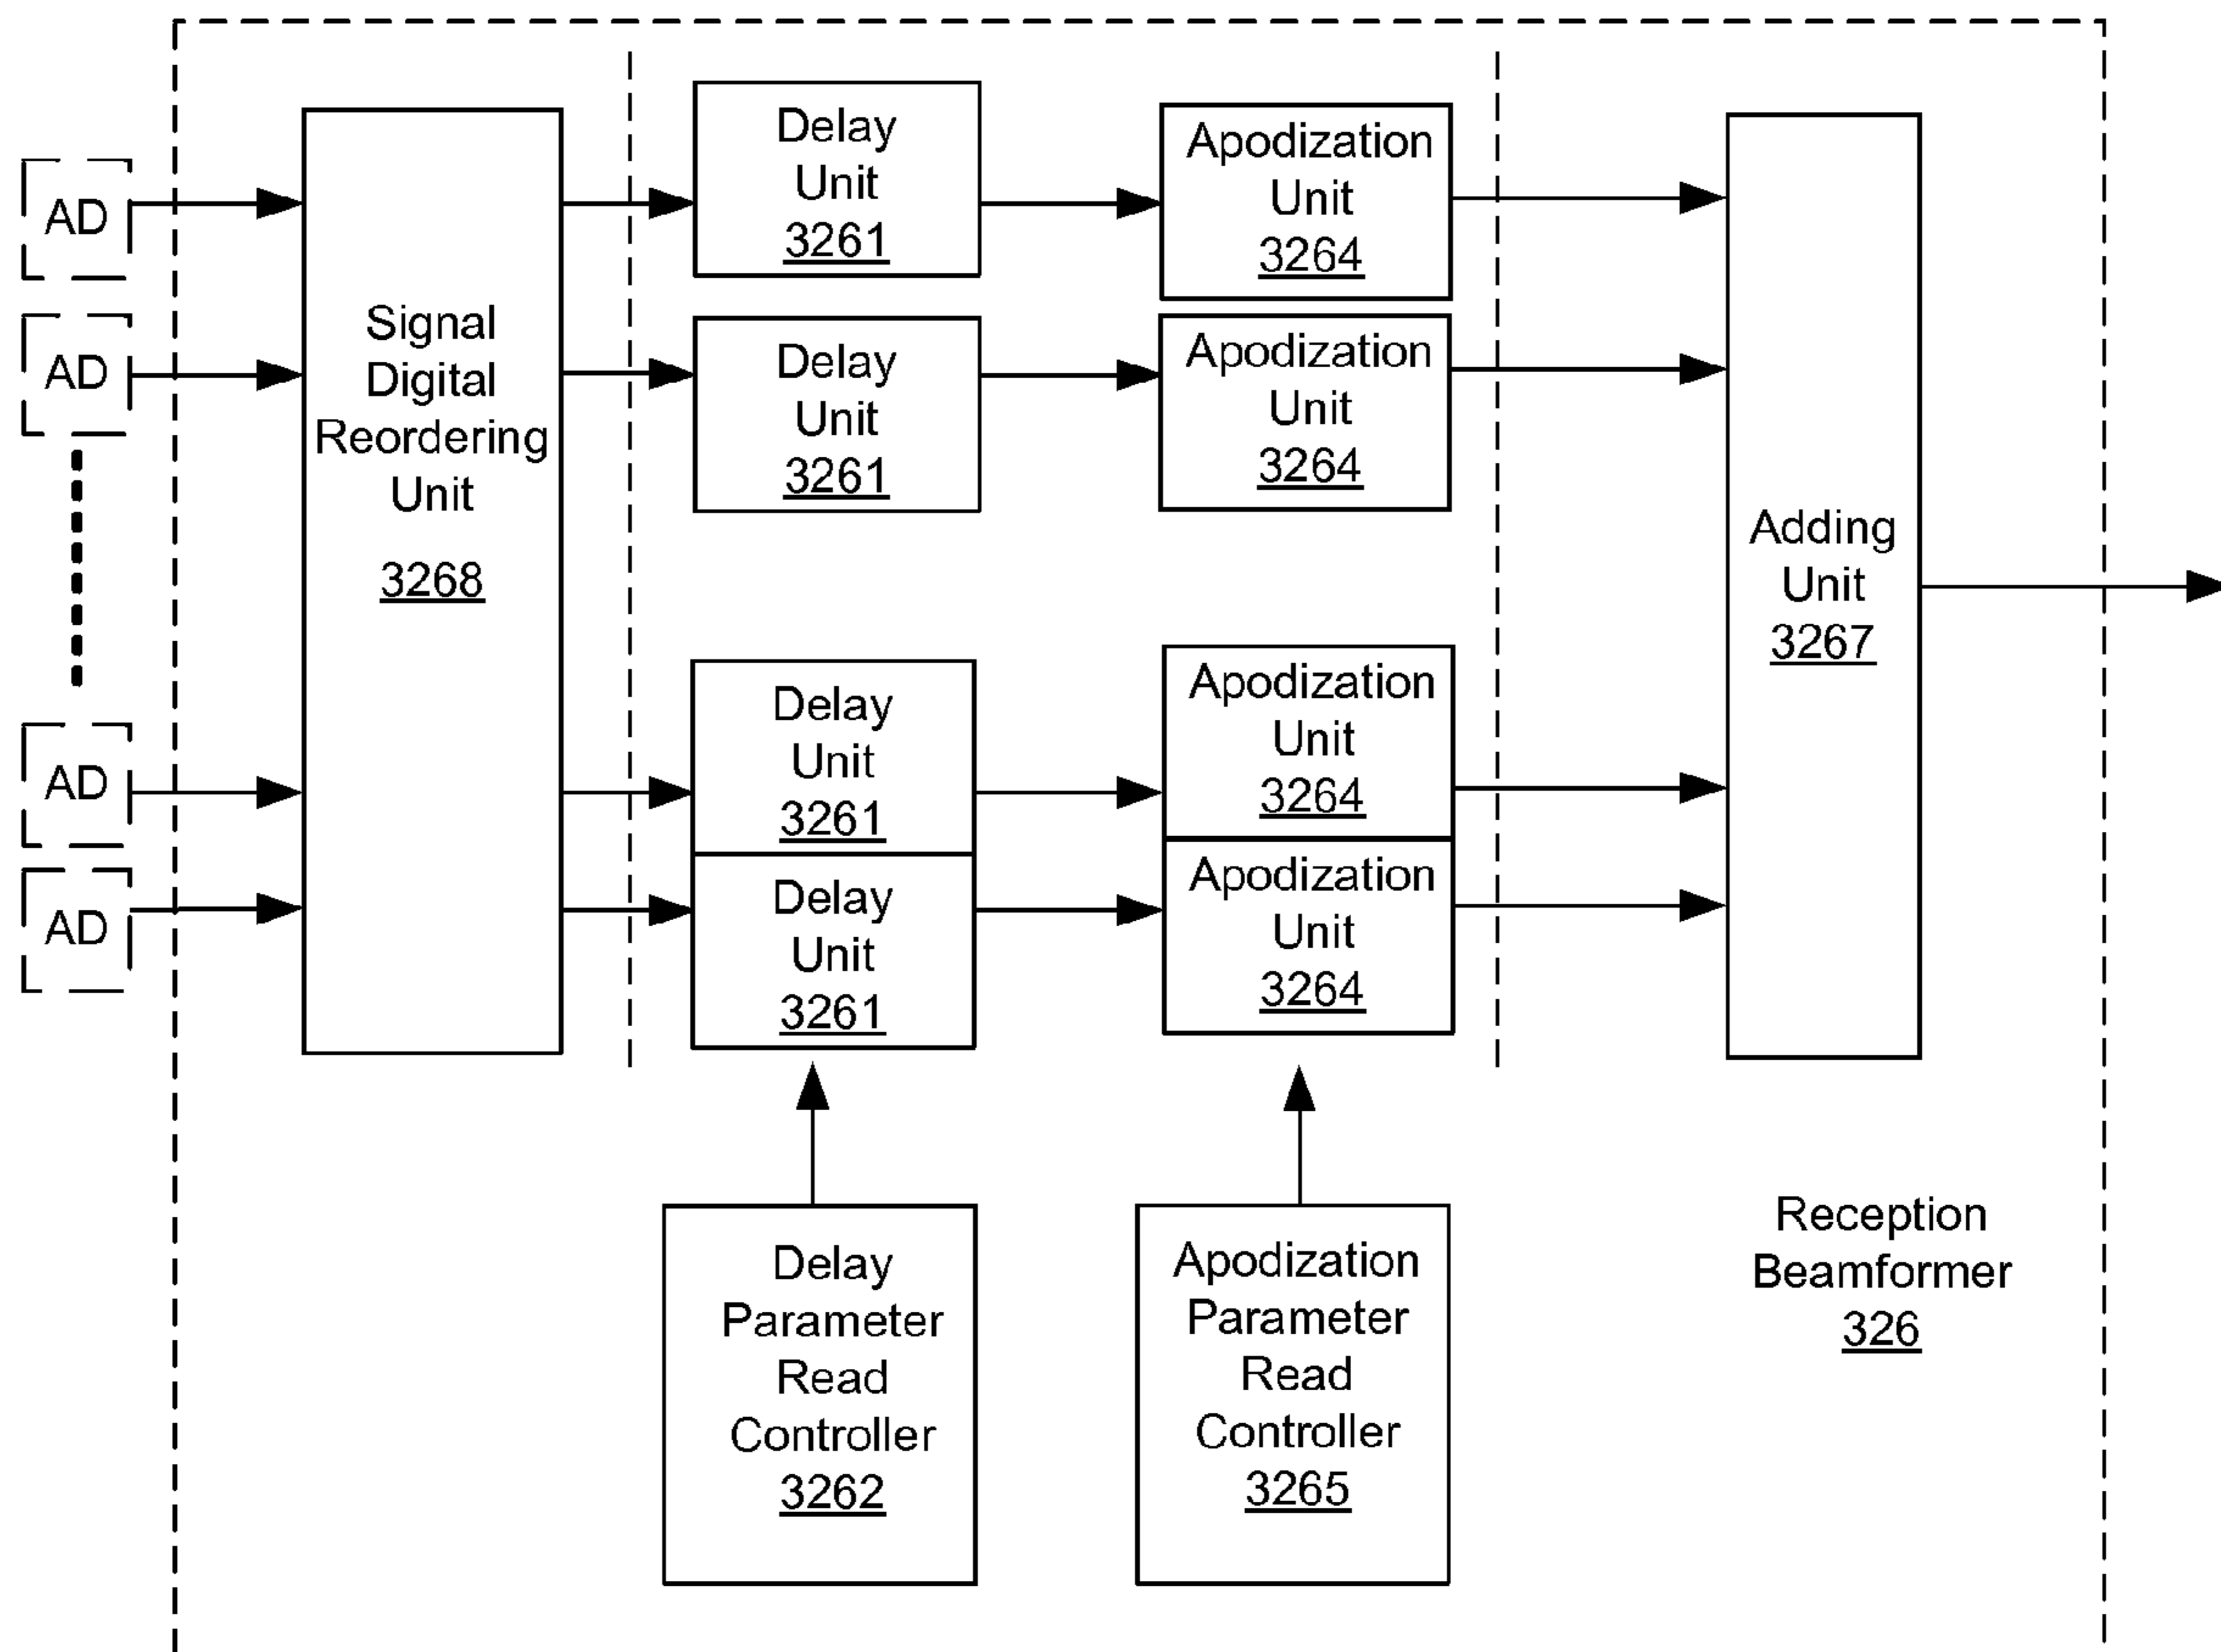 AD
AD
AD
AD
Signal
Digital
Reordering
Unit
3268
Delay
Unit
3261
Delay
Unit
3261
Delay
Unit
3261
Delay
Unit
3261
Apodization
Unit
3264
Apodization
Unit
3264
Apodization
Unit
3264
Apodization
Unit
3264
Adding
Unit
3267
Delay
Parameter
Read
Controller
3262
Apodization
Parameter
Read
Controller
3265
Reception
Beamformer
326